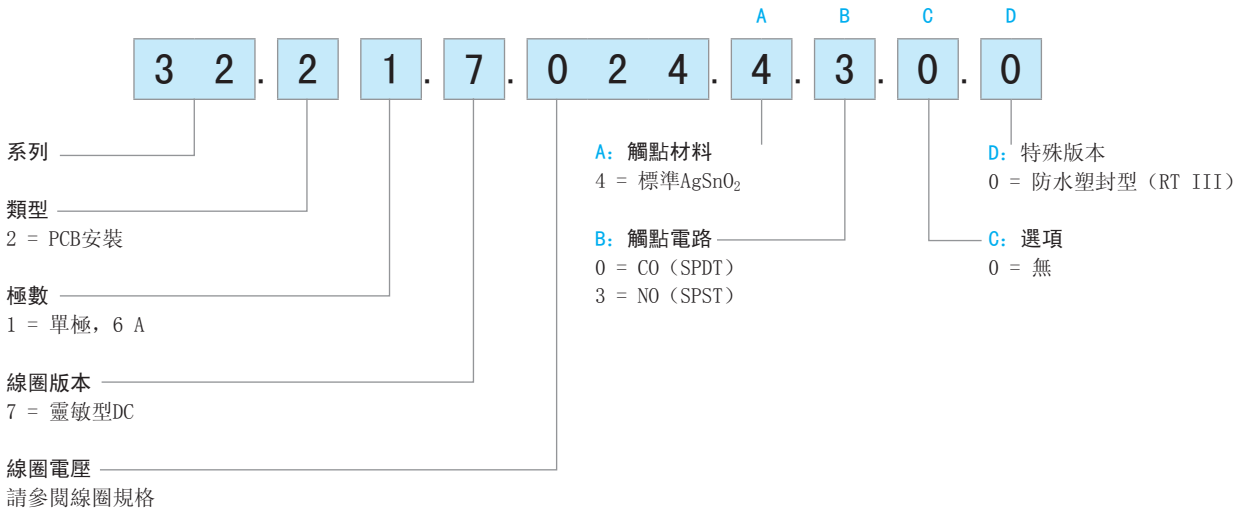 A B C D
3 2 . 2 1 . 7 . 0 2 4 . 4 . 3 . 0 . 0
系列
類型
2 = PCB安裝
極數
1 = 單極，6 A
線圈版本
7 = 靈敏型DC
線圈電壓
請參閱線圈規格
A：觸點材料
4 = 標準AgSnO₂
B：觸點電路
0 = CO（SPDT）
3 = NO（SPST）
D：特殊版本
0 = 防水塑封型（RT III）
C：選項
0 = 無